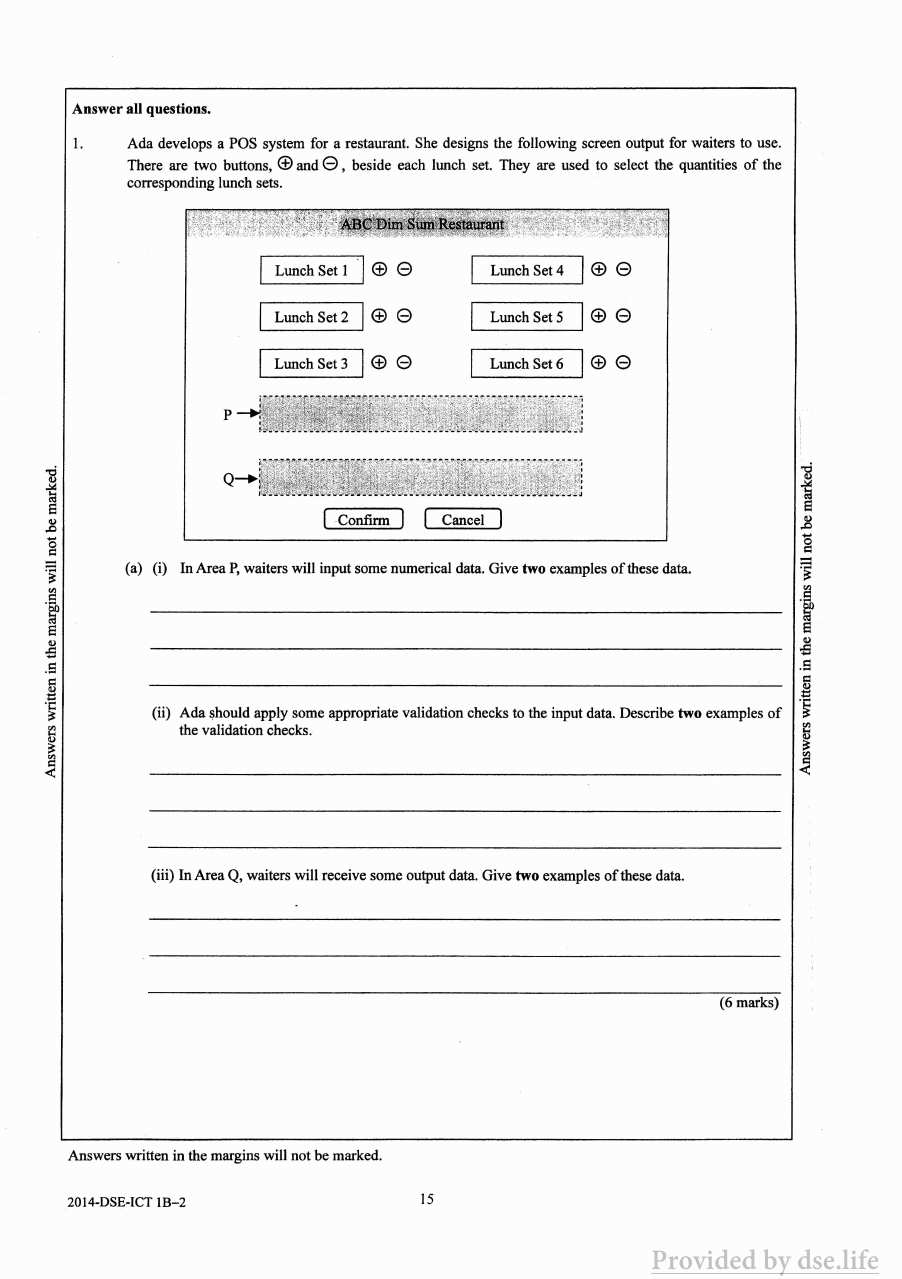 Answer all questions.
1. Ada develops a POS system for a restaurant. She designs the following screen output for waiters to use.
There are two buttons, ⊕ and ⊖, beside each lunch set. They are used to select the quantities of the
corresponding lunch sets.
ABC Dim Sum Restaurant
Lunch Set 1 ⊕ ⊖ Lunch Set 4 ⊕ ⊖
Lunch Set 2 ⊕ ⊖ Lunch Set 5 ⊕ ⊖
Lunch Set 3 ⊕ ⊖ Lunch Set 6 ⊕ ⊖
P
Q
Confirm Cancel
(a) (i) In Area P, waiters will input some numerical data. Give two examples of these data.
(ii) Ada should apply some appropriate validation checks to the input data. Describe two examples of
the validation checks.
(iii) In Area Q, waiters will receive some output data. Give two examples of these data.
(6 marks)
Answers written in the margins will not be marked.
Answers written in the margins will not be marked.
Answers written in the margins will not be marked.
2014-DSE-ICT 1B–2 15
Provided by dse.life